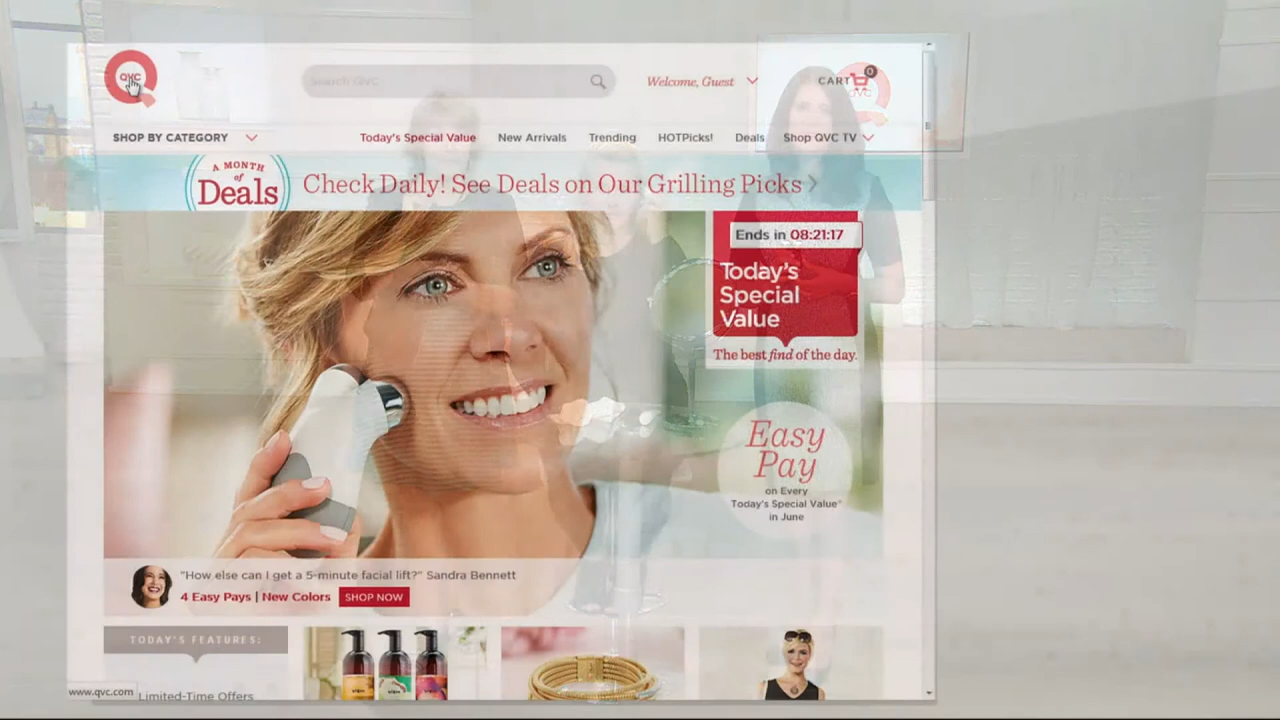 QVC
Search QVC
Welcome, Guest
CART
0
QVC
SHOP BY CATEGORY
Today's Special Value
New Arrivals
Trending
HOTPicks!
Deals
Shop QVC TV
A MONTH
of
Deals
Check Daily! See Deals on Our Grilling Picks
Ends in 08:21:17
Today's
Special
Value
The best find of the day.
Easy
Pay
on Every
Today's Special Value®
in June
"How else can I get a 5-minute facial lift?" Sandra Bennett
4 Easy Pays | New Colors
SHOP NOW
TODAY'S FEATURES:
Limited-Time Offers
www.qvc.com